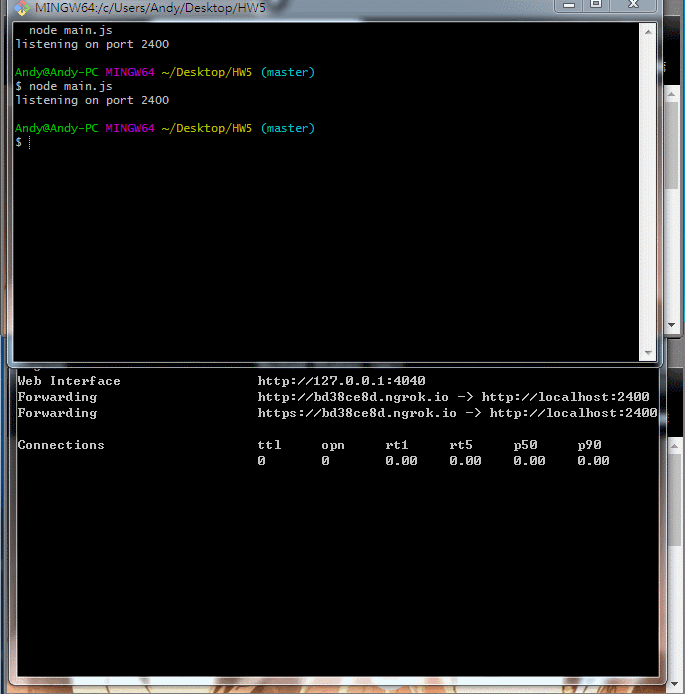 MINGW64:/c/Users/Andy/Desktop/HW5
node main.js
listening on port 2400
Andy@Andy-PC MINGW64 ~/Desktop/HW5 (master)
$ node main.js
listening on port 2400
Andy@Andy-PC MINGW64 ~/Desktop/HW5 (master)
$
Web Interface http://127.0.0.1:4040
Forwarding http://bd38ce8d.ngrok.io -> http://localhost:2400
Forwarding https://bd38ce8d.ngrok.io -> http://localhost:2400
Connections ttl opn rt1 rt5 p50 p90
0 0 0.00 0.00 0.00 0.00